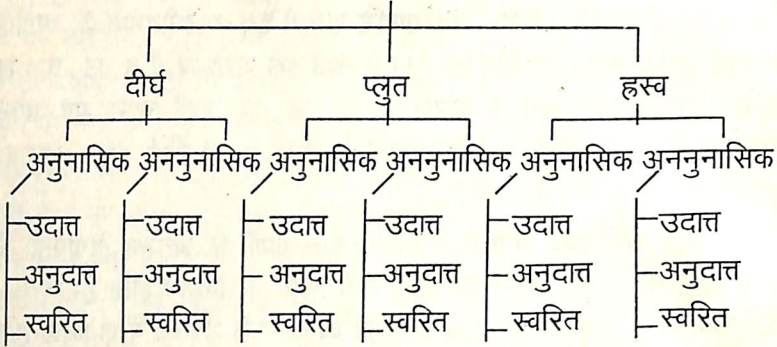 दीर्घ प्लुत ह्रस्व
अनुनासिक अननुनासिक अनुनासिक अननुनासिक अनुनासिक अननुनासिक
उदात्त उदात्त उदात्त उदात्त उदात्त उदात्त
अनुदात्त अनुदात्त अनुदात्त अनुदात्त अनुदात्त अनुदात्त
स्वरित स्वरित स्वरित स्वरित स्वरित स्वरित